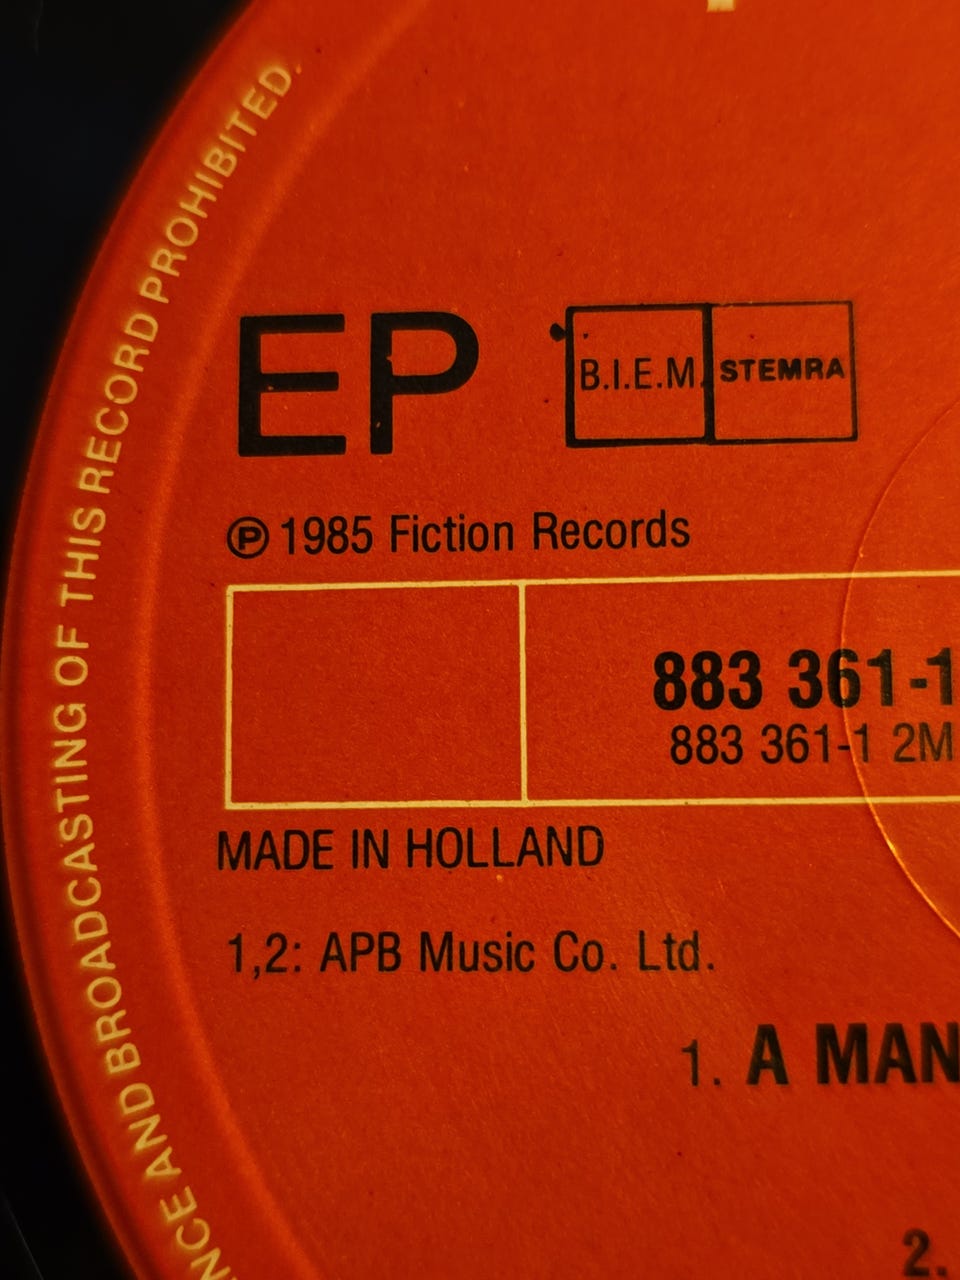 EP
B.I.E.M. STEMRA
℗ 1985 Fiction Records
883 361-1
883 361-1 2M
MADE IN HOLLAND
1,2: APB Music Co. Ltd.
1. A MAN
2.
AND BROADCASTING OF THIS RECORD PROHIBITED.